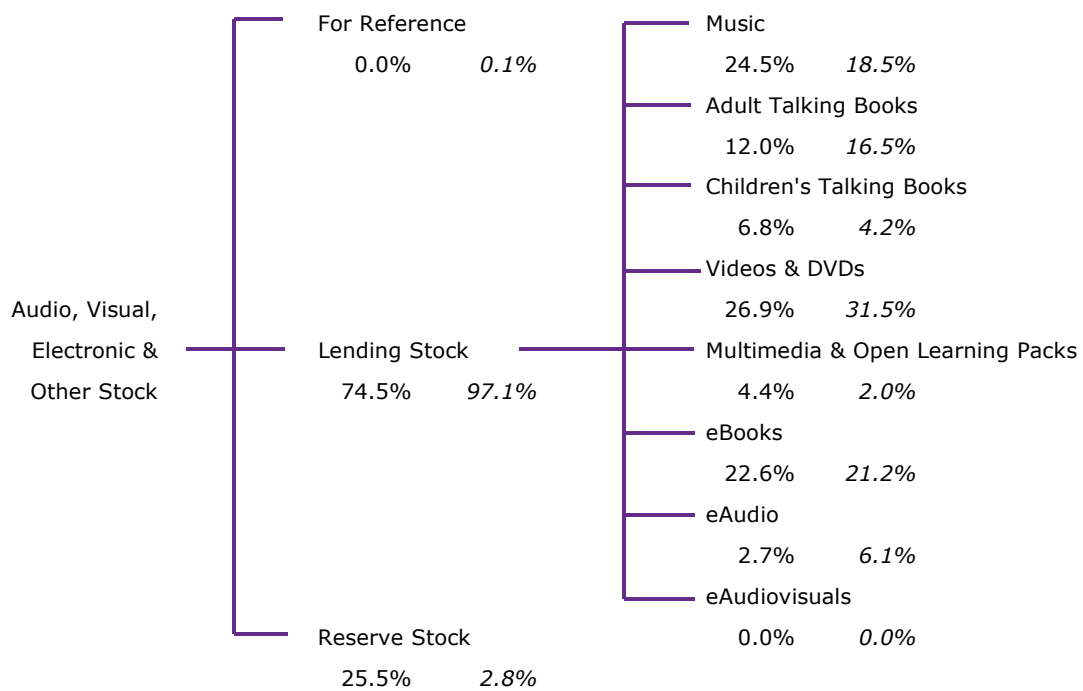 Audio, Visual,
Electronic &
Other Stock
For Reference
0.0% 0.1%
Lending Stock
74.5% 97.1%
Reserve Stock
25.5% 2.8%
Music
24.5% 18.5%
Adult Talking Books
12.0% 16.5%
Children's Talking Books
6.8% 4.2%
Videos & DVDs
26.9% 31.5%
Multimedia & Open Learning Packs
4.4% 2.0%
eBooks
22.6% 21.2%
eAudio
2.7% 6.1%
eAudiovisuals
0.0% 0.0%